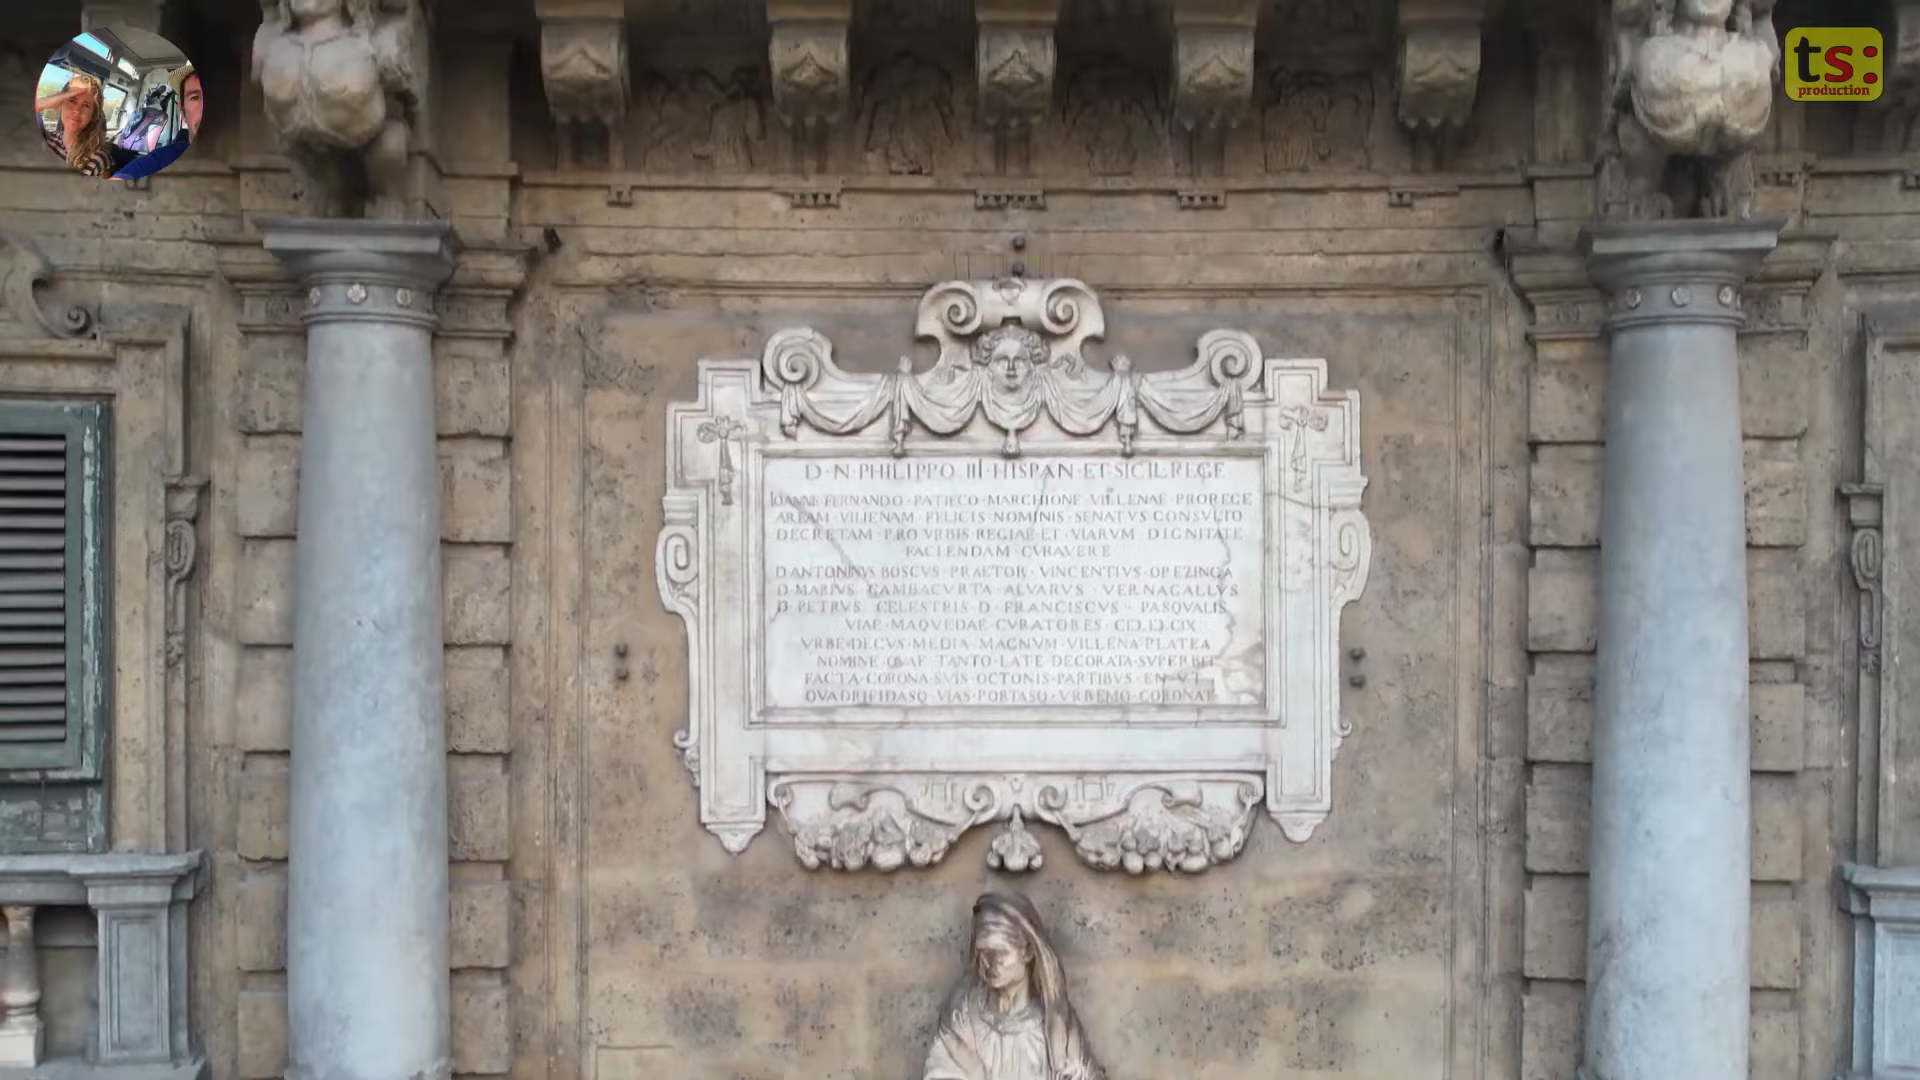 ts:
production
D·N·PHILIPPO III·HISPAN·ET·SICIL·REGE
IOANNE·FERNANDO·PATIECO·MARCHIONE·VILLENAE·PROREGE
AREAM·VILIENAM·FELICIS·NOMINIS·SENATVS CONSVLTO
DECRETAM·PRO VRBIS REGIAE·ET·VIARVM DIGNITATE
FACIENDAM·CVRAVERE
D ANTONINVS BOSCVS·PRAETOR·VINCENTIVS·OPEZINGA
D·MARIVS GAMBACVRTA·ALVARVS·VERNAGALLVS
D·PETRVS CELESTRIS D·FRANCISCVS·PASQVALIS
VIAE·MAQVEDAE·CVRATORES
VRBE·DECVS·MEDIA·MAGNVM·VILLENA PLATEA
NOMINE·QVAE TANTO·LATE DECORATA·SVPERBIT
FACTA·CORONA·SVIS·OCTONIS·PARTIBVS·EN·VT
QVADRIFIDASQ VIAS·PORTASQ·VRBEMQ·CORONAT